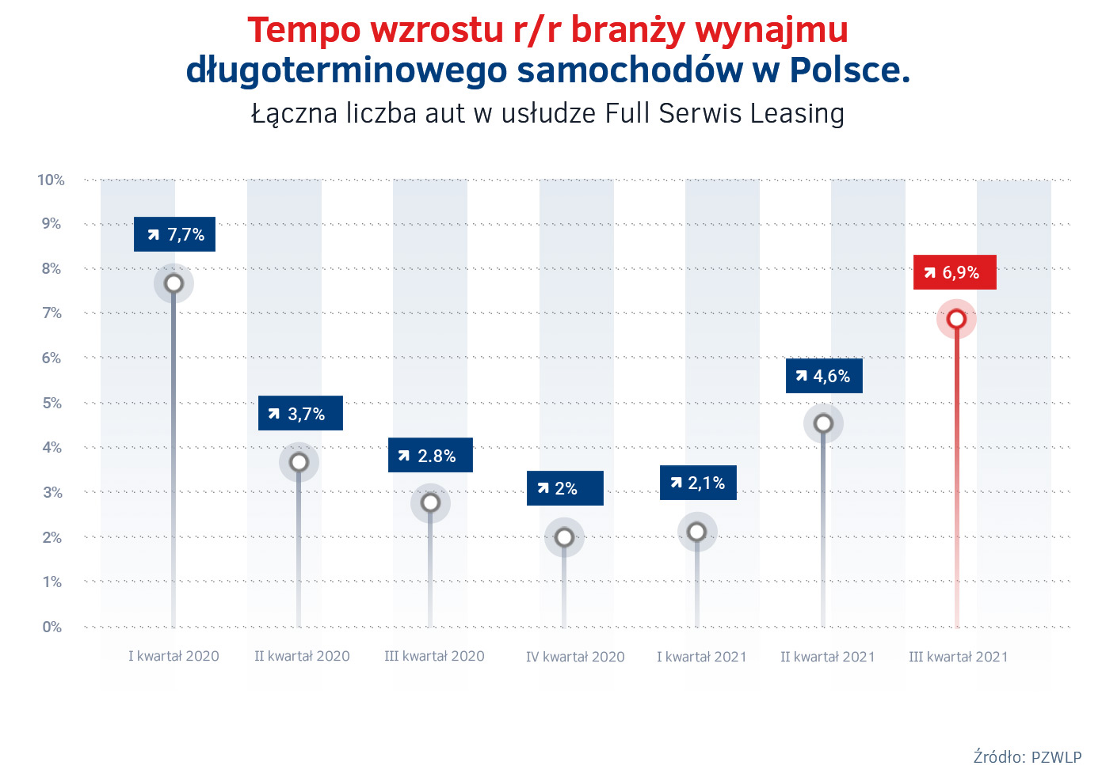 Tempo wzrostu r/r branży wynajmu
długoterminowego samochodów w Polsce.
Łączna liczba aut w usłudze Full Serwis Leasing
10%
9%
8%
7%
6%
5%
4%
3%
2%
1%
0%
7,7%
3,7%
2.8%
2%
2,1%
4,6%
6,9%
I kwartał 2020
II kwartał 2020
III kwartał 2020
IV kwartał 2020
I kwartał 2021
II kwartał 2021
III kwartał 2021
Źródło: PZWLP